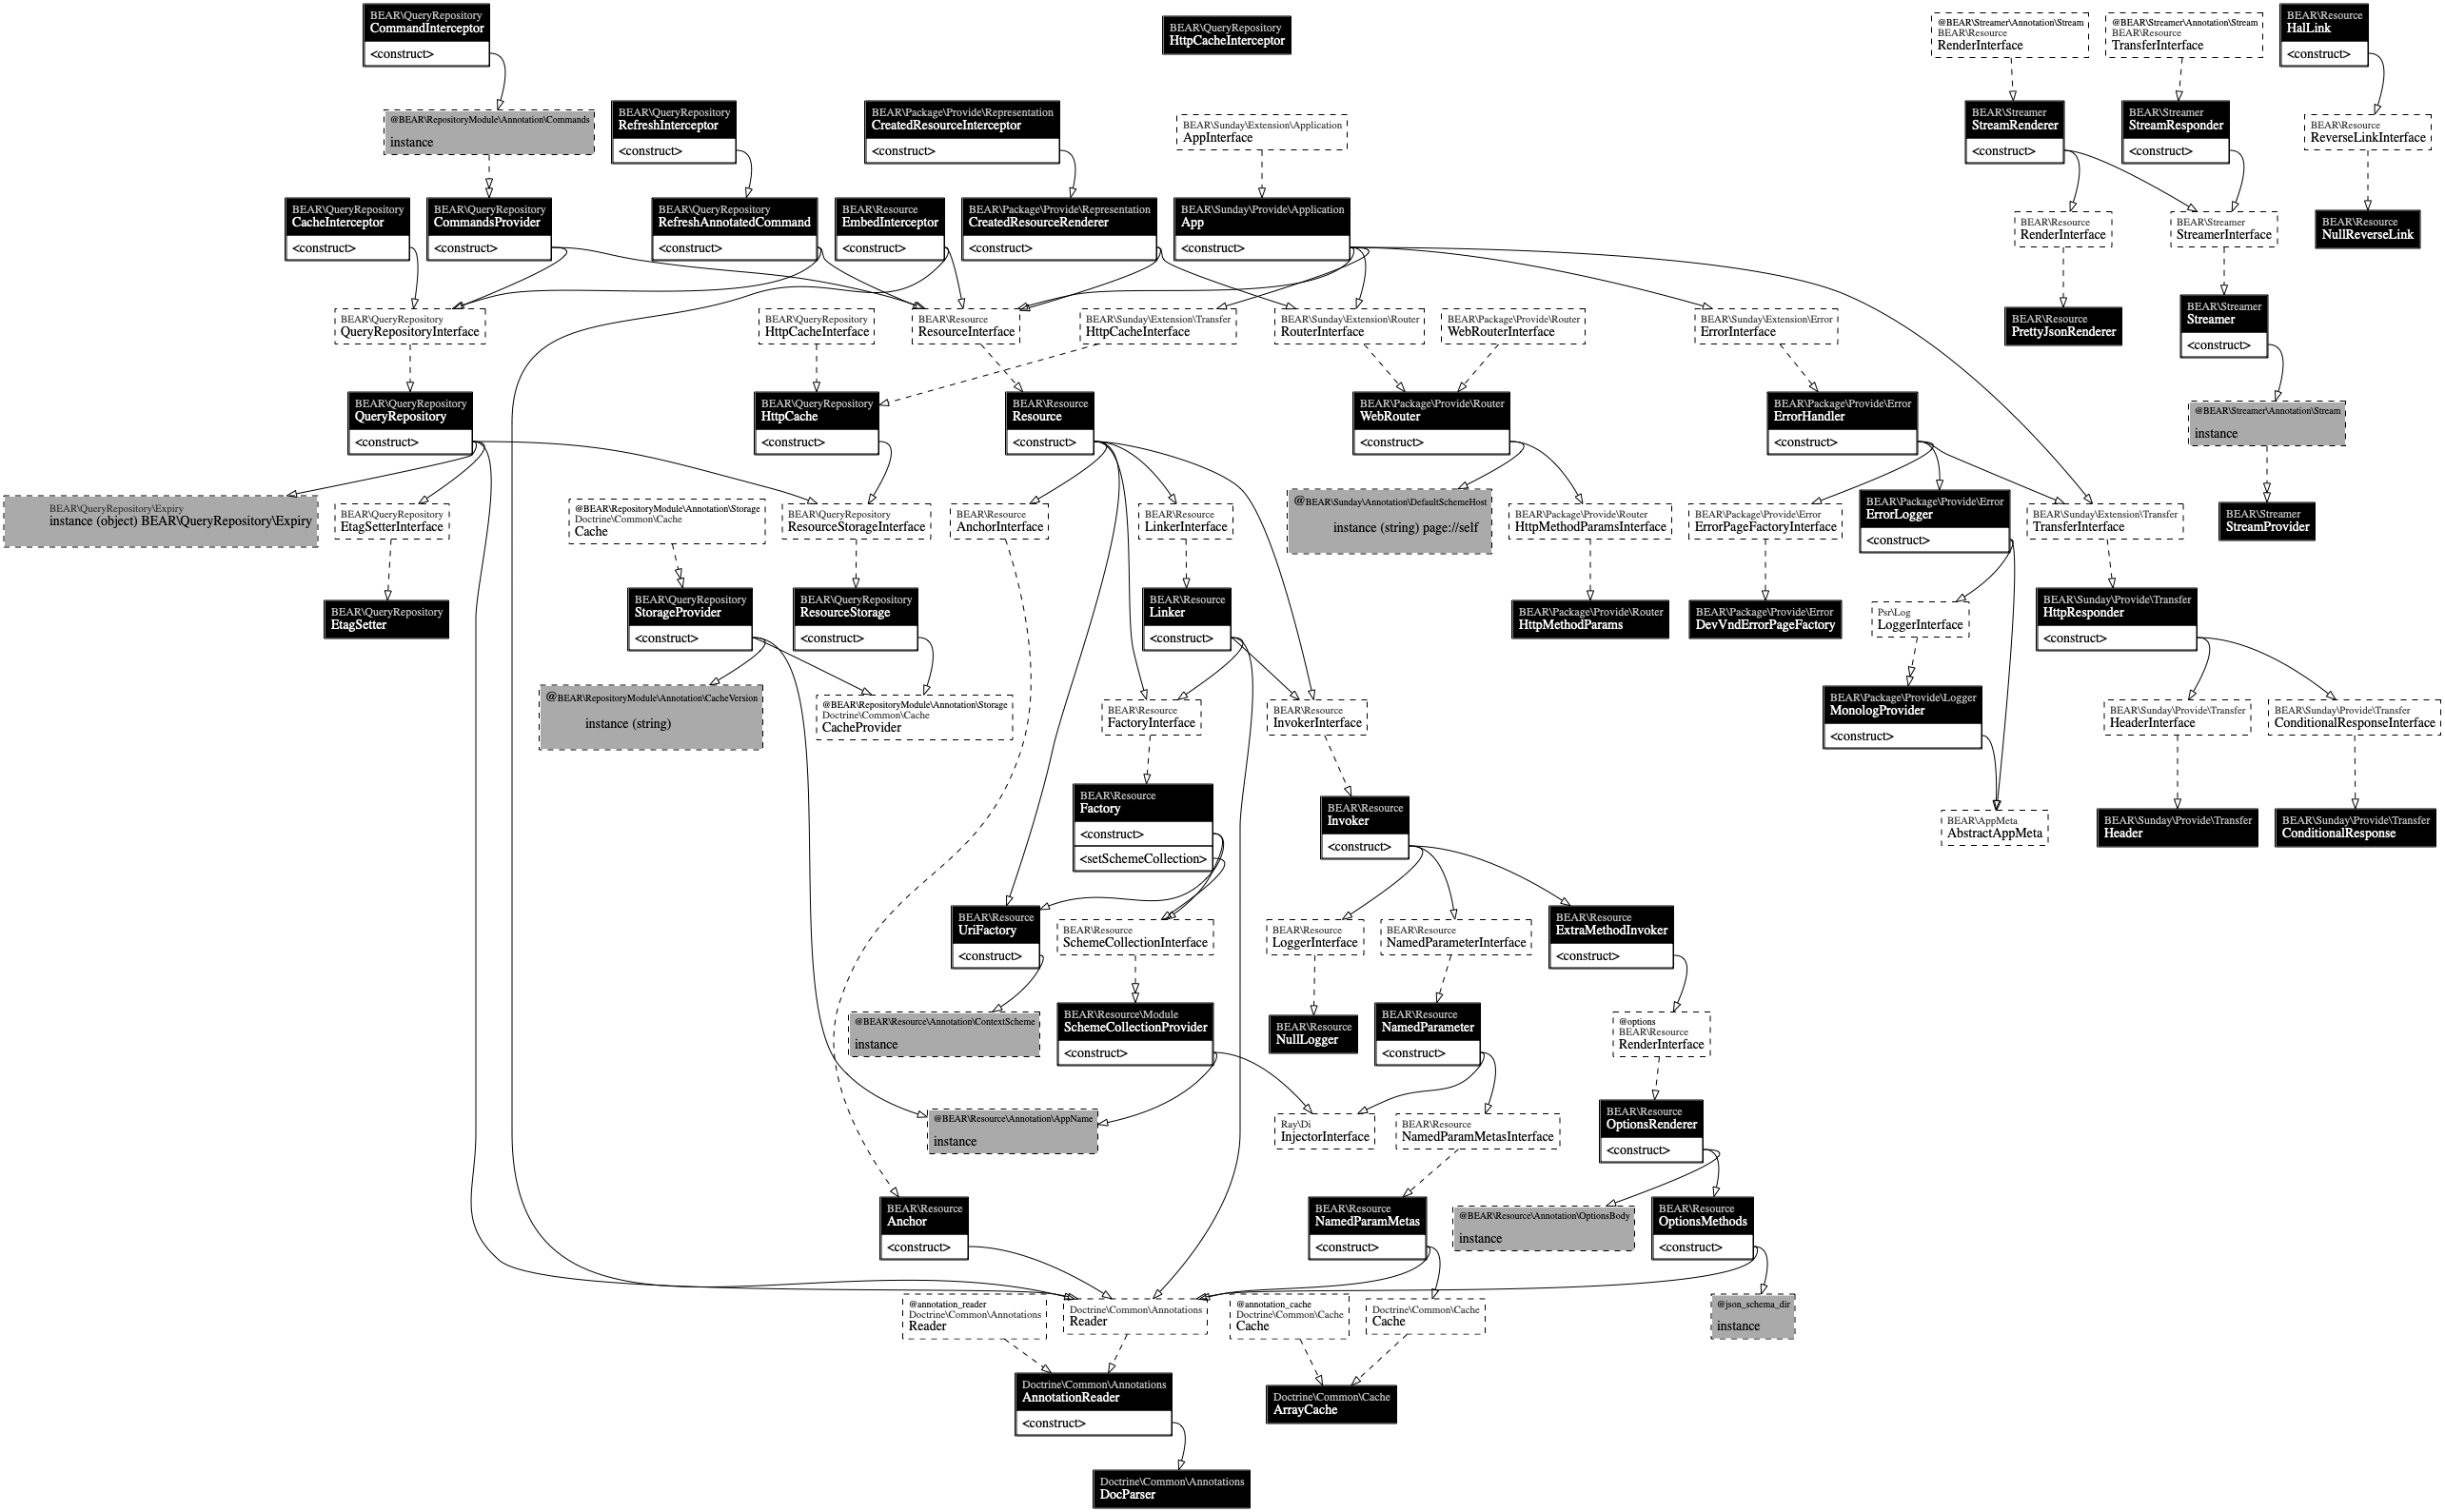 BEAR\QueryRepository
CommandInterceptor
<construct>
BEAR\QueryRepository
HttpCacheInterceptor
@BEAR\Streamer\Annotation\Stream
BEAR\Resource
RenderInterface
@BEAR\Streamer\Annotation\Stream
BEAR\Resource
TransferInterface
BEAR\Resource
HalLink
<construct>
@BEAR\RepositoryModule\Annotation\Commands
instance
BEAR\QueryRepository
RefreshInterceptor
<construct>
BEAR\Package\Provide\Representation
CreatedResourceInterceptor
<construct>
BEAR\Sunday\Extension\Application
AppInterface
BEAR\Streamer
StreamRenderer
<construct>
BEAR\Streamer
StreamResponder
<construct>
BEAR\Resource
ReverseLinkInterface
BEAR\QueryRepository
CacheInterceptor
<construct>
BEAR\QueryRepository
CommandsProvider
<construct>
BEAR\QueryRepository
RefreshAnnotatedCommand
<construct>
BEAR\Resource
EmbedInterceptor
<construct>
BEAR\Package\Provide\Representation
CreatedResourceRenderer
<construct>
BEAR\Sunday\Provide\Application
App
<construct>
BEAR\Resource
RenderInterface
BEAR\Streamer
StreamerInterface
BEAR\Resource
NullReverseLink
BEAR\QueryRepository
QueryRepositoryInterface
BEAR\QueryRepository
HttpCacheInterface
BEAR\Resource
ResourceInterface
BEAR\Sunday\Extension\Transfer
HttpCacheInterface
BEAR\Sunday\Extension\Router
RouterInterface
BEAR\Package\Provide\Router
WebRouterInterface
BEAR\Sunday\Extension\Error
ErrorInterface
BEAR\Resource
PrettyJsonRenderer
BEAR\Streamer
Streamer
<construct>
BEAR\QueryRepository
QueryRepository
<construct>
BEAR\QueryRepository
HttpCache
<construct>
BEAR\Resource
Resource
<construct>
BEAR\Package\Provide\Router
WebRouter
<construct>
BEAR\Package\Provide\Error
ErrorHandler
<construct>
@BEAR\Streamer\Annotation\Stream
instance
BEAR\QueryRepository\Expiry
instance (object) BEAR\QueryRepository\Expiry
BEAR\QueryRepository
EtagSetterInterface
@BEAR\RepositoryModule\Annotation\Storage
Doctrine\Common\Cache
Cache
BEAR\QueryRepository
ResourceStorageInterface
BEAR\Resource
AnchorInterface
BEAR\Resource
LinkerInterface
@BEAR\Sunday\Annotation\DefaultSchemeHost
instance (string) page://self
BEAR\Package\Provide\Router
HttpMethodParamsInterface
BEAR\Package\Provide\Error
ErrorPageFactoryInterface
BEAR\Package\Provide\Error
ErrorLogger
<construct>
BEAR\Sunday\Extension\Transfer
TransferInterface
BEAR\Streamer
StreamProvider
BEAR\QueryRepository
EtagSetter
BEAR\QueryRepository
StorageProvider
<construct>
BEAR\QueryRepository
ResourceStorage
<construct>
BEAR\Resource
Linker
<construct>
BEAR\Package\Provide\Router
HttpMethodParams
BEAR\Package\Provide\Error
DevVndErrorPageFactory
Psr\Log
LoggerInterface
BEAR\Sunday\Provide\Transfer
HttpResponder
<construct>
@BEAR\RepositoryModule\Annotation\CacheVersion
instance (string)
@BEAR\RepositoryModule\Annotation\Storage
Doctrine\Common\Cache
CacheProvider
BEAR\Resource
FactoryInterface
BEAR\Resource
InvokerInterface
BEAR\Package\Provide\Logger
MonologProvider
<construct>
BEAR\Sunday\Provide\Transfer
HeaderInterface
BEAR\Sunday\Provide\Transfer
ConditionalResponseInterface
BEAR\Resource
Factory
<construct>
<setSchemeCollection>
BEAR\Resource
Invoker
<construct>
BEAR\AppMeta
AbstractAppMeta
BEAR\Sunday\Provide\Transfer
Header
BEAR\Sunday\Provide\Transfer
ConditionalResponse
BEAR\Resource
UriFactory
<construct>
BEAR\Resource
SchemeCollectionInterface
BEAR\Resource
LoggerInterface
BEAR\Resource
NamedParameterInterface
BEAR\Resource
ExtraMethodInvoker
<construct>
@BEAR\Resource\Annotation\ContextScheme
instance
BEAR\Resource\Module
SchemeCollectionProvider
<construct>
BEAR\Resource
NullLogger
BEAR\Resource
NamedParameter
<construct>
@options
BEAR\Resource
RenderInterface
@BEAR\Resource\Annotation\AppName
instance
Ray\Di
InjectorInterface
BEAR\Resource
NamedParamMetasInterface
BEAR\Resource
OptionsRenderer
<construct>
BEAR\Resource
Anchor
<construct>
BEAR\Resource
NamedParamMetas
<construct>
@BEAR\Resource\Annotation\OptionsBody
instance
BEAR\Resource
OptionsMethods
<construct>
@annotation_reader
Doctrine\Common\Annotations
Reader
Doctrine\Common\Annotations
Reader
@annotation_cache
Doctrine\Common\Cache
Cache
Doctrine\Common\Cache
Cache
@json_schema_dir
instance
Doctrine\Common\Annotations
AnnotationReader
<construct>
Doctrine\Common\Cache
ArrayCache
Doctrine\Common\Annotations
DocParser